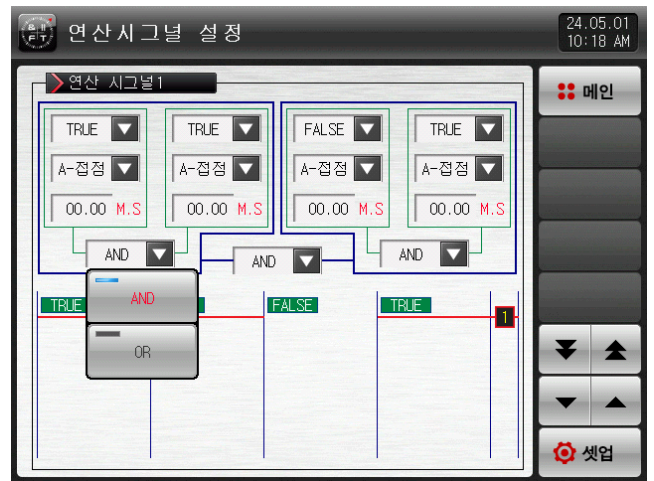 연산시그널 설정
24.05.01
10:18 AM
연산 시그널1
메인
TRUE TRUE FALSE TRUE
A-접점 A-접점 A-접점 A-접점
00.00 M.S 00.00 M.S 00.00 M.S 00.00 M.S
AND AND AND
AND
OR
TRUE FALSE TRUE
1
셋업